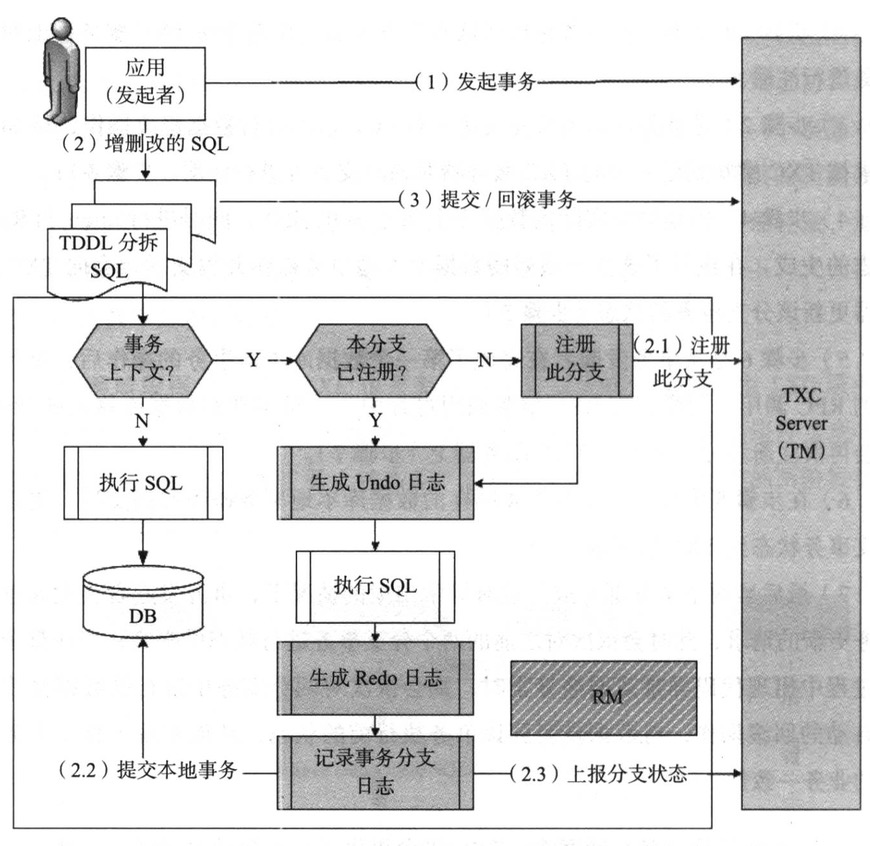 应用
（发起者）
（1）发起事务
（2）增删改的 SQL
（3）提交 / 回滚事务
TDDL 分拆
SQL
事务
上下文？
Y
本分支
已注册？
N
注册
此分支
（2.1）注册
此分支
TXC
Server
（TM）
N
Y
执行 SQL
生成 Undo 日志
执行 SQL
DB
生成 Redo 日志
RM
（2.2）提交本地事务
记录事务分支
日志
（2.3）上报分支状态